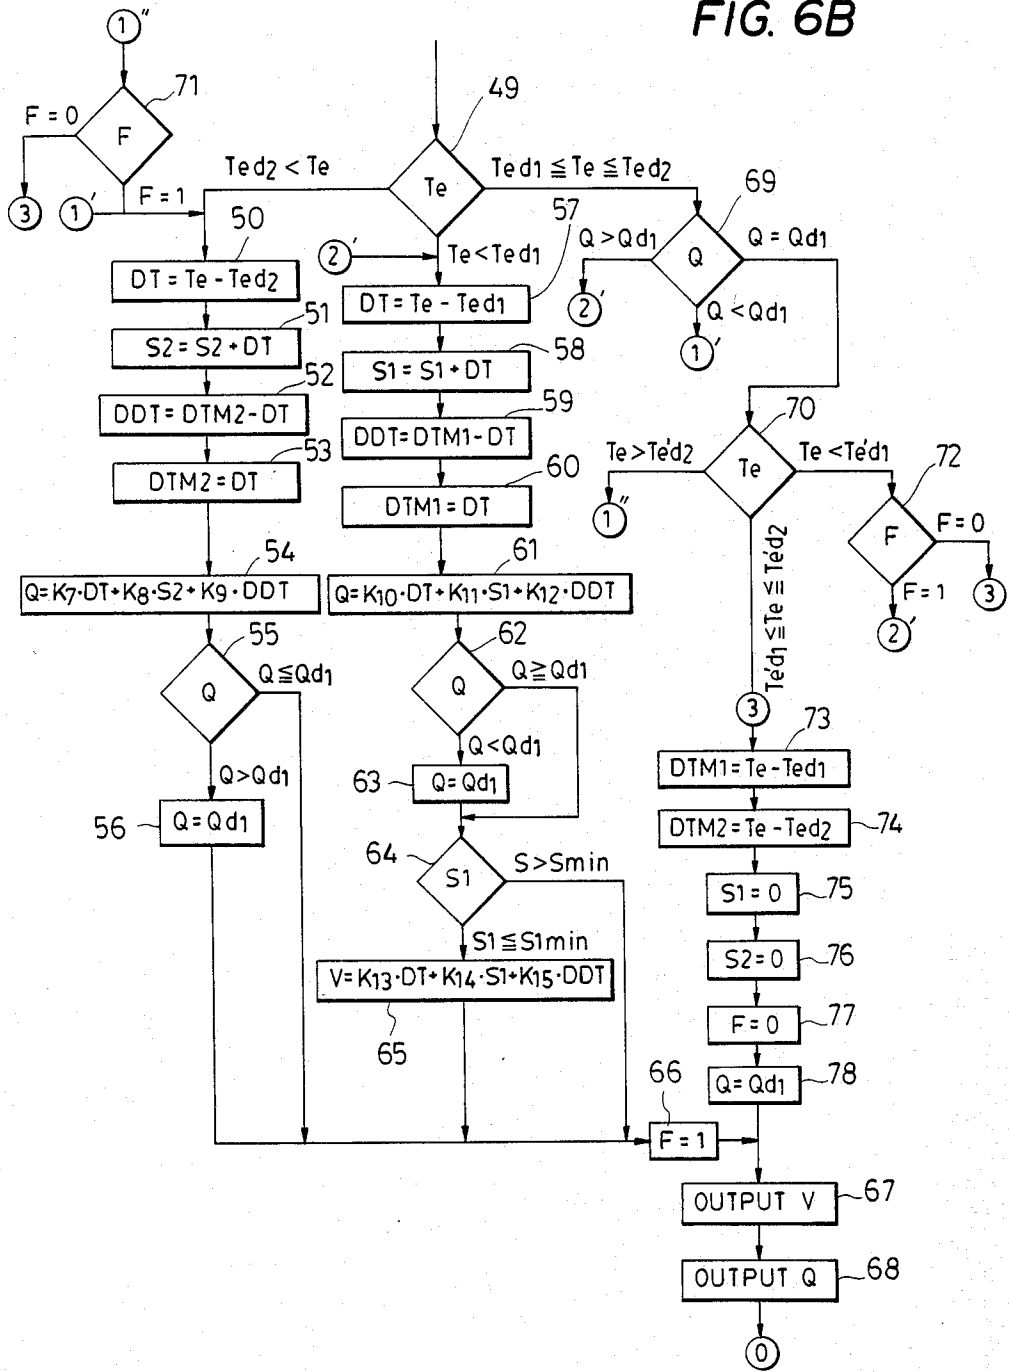 FIG. 6B
1"
71
F = 0
F
F = 1
3
1'
49
Te
Ted2 < Te
Ted1 ≦ Te ≦ Ted2
69
50
57
2'
Te < Ted1
Q > Qd1
Q
Q = Qd1
DT = Te - Ted2
DT = Te - Ted1
2'
Q < Qd1
51
58
S2 = S2 + DT
S1 = S1 + DT
1'
52
59
DDT = DTM2 - DT
DDT = DTM1 - DT
70
53
60
Te > Te'd2
Te
Te < Te'd1
72
DTM2 = DT
DTM1 = DT
1"
F
F = 0
54
61
Q = K7·DT + K8·S2 + K9·DDT
Q = K10·DT + K11·S1 + K12·DDT
Te'd1 ≦ Te ≦ Te'd2
F = 1
3
2'
55
62
Q
Q ≦ Qd1
Q
Q ≧ Qd1
3
73
Q > Qd1
Q < Qd1
DTM1 = Te - Ted1
63
Q = Qd1
56
Q = Qd1
DTM2 = Te - Ted2
74
64
S1
S > Smin
S1 = 0
75
S1 ≦ S1min
S2 = 0
76
V = K13·DT + K14·S1 + K15·DDT
65
F = 0
77
Q = Qd1
78
66
F = 1
OUTPUT V
67
OUTPUT Q
68
0